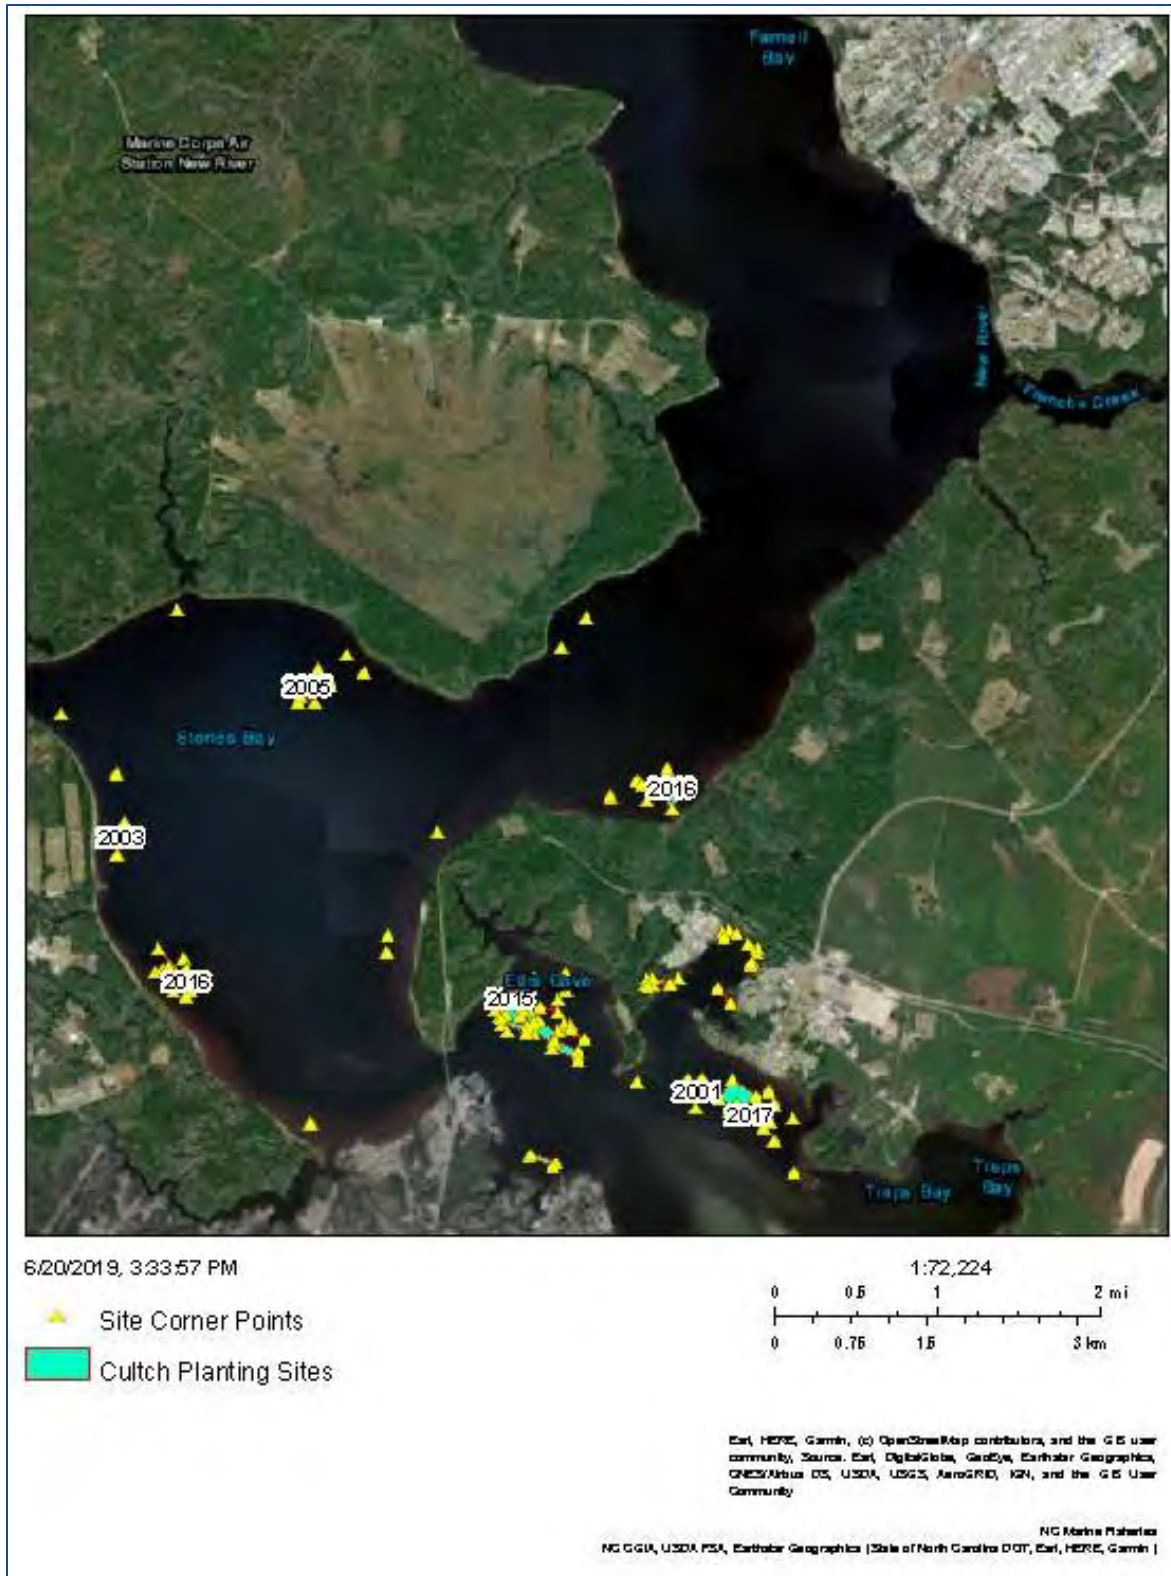 Farnell
Bay
Marine Corps Air
Station New River
New River
Frenchs Creek
2005
Stones Bay
2016
2003
2016
Ellis Cove
2015
2001
2017
Traps
Bay
Traps Bay
6/20/2019, 3:33:57 PM
Site Corner Points
Cultch Planting Sites
1:72,224
0 0.5 1 2 mi
0 0.75 1.5 3 km
Esri, HERE, Garmin, (c) OpenStreetMap contributors, and the GIS user
community, Source: Esri, DigitalGlobe, GeoEye, Earthstar Geographics,
CNES/Airbus DS, USDA, USGS, AeroGRID, IGN, and the GIS User
Community
NC Marine Fisheries
NC CGIA, USDA FSA, Earthstar Geographics | State of North Carolina DOT, Esri, HERE, Garmin |